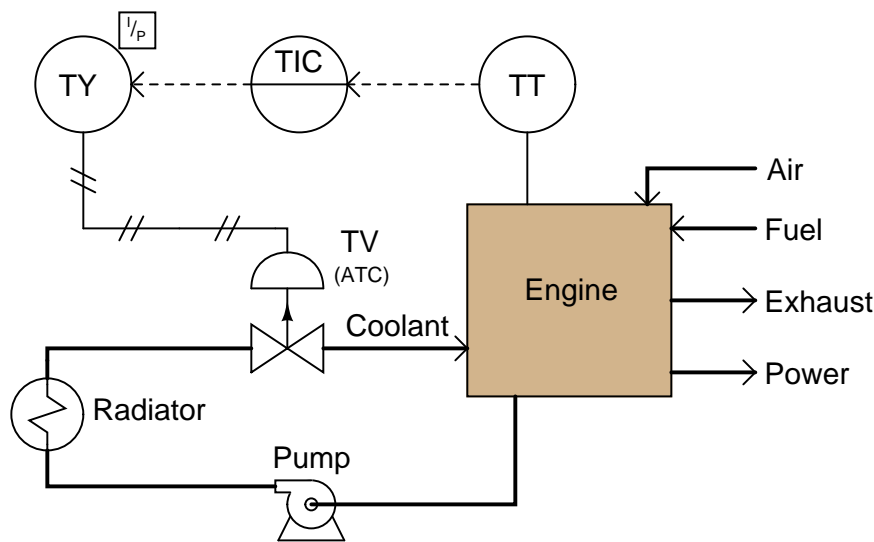 I/P
TY
TIC
TT
Air
Fuel
TV
(ATC)
Engine
Exhaust
Coolant
Power
Radiator
Pump